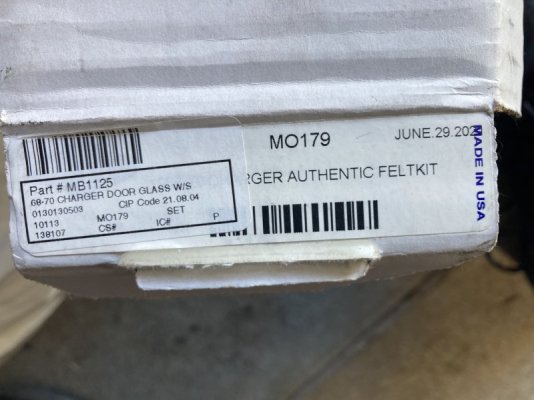 MO179
JUNE.29.202
RGER AUTHENTIC FELTKIT
MADE IN USA
Part # MB1125
68-70 CHARGER DOOR GLASS W/S
0130130503 CIP Code 21.08.04
10113 MO179 SET
138107 CS# IC# P